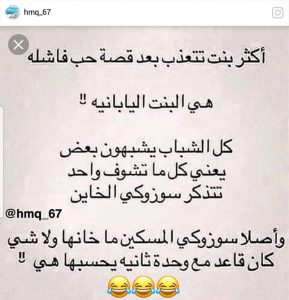 hmq_67
أكثر بنت تتعذب بعد قصة حب فاشله
هي البنت اليابانيه !!
كل الشباب يشبهون بعض
يعني كل ما تشوف واحد
تتذكر سوزوكي الخاين
@hmq_67
وأصلا سوزوكي المسكين ما خانها ولا شي
كان قاعد مع وحدة ثانيه يحسبها هي !!
😂😂😂